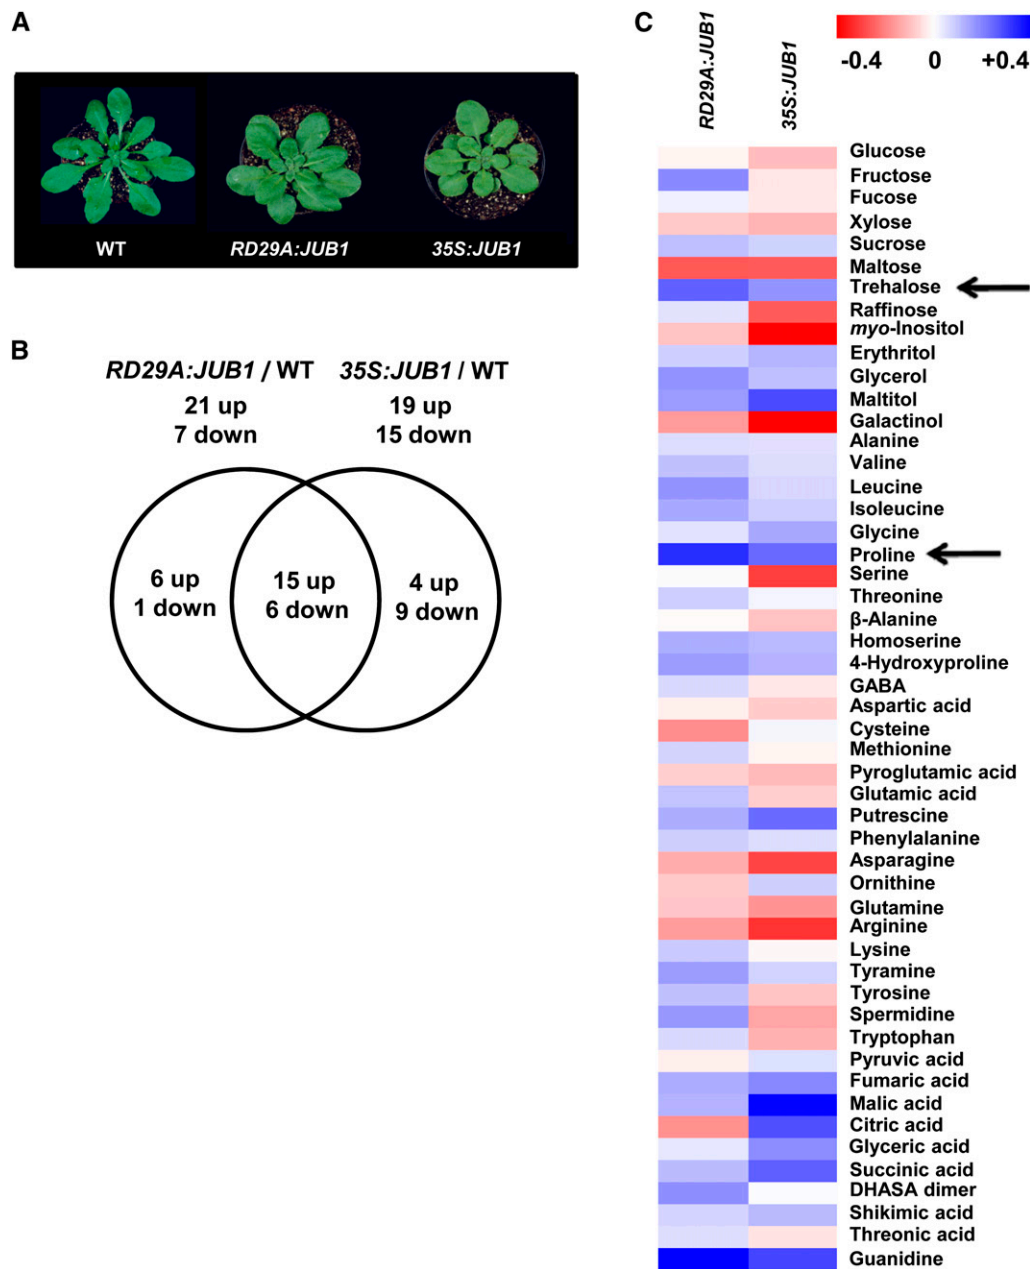 A
WT
RD29A:JUB1
35S:JUB1
B
RD29A:JUB1 / WT
21 up
7 down
35S:JUB1 / WT
19 up
15 down
6 up
1 down
15 up
6 down
4 up
9 down
C
RD29A:JUB1
35S:JUB1
-0.4 0 +0.4
Glucose
Fructose
Fucose
Xylose
Sucrose
Maltose
Trehalose
Raffinose
myo-Inositol
Erythritol
Glycerol
Maltitol
Galactinol
Alanine
Valine
Leucine
Isoleucine
Glycine
Proline
Serine
Threonine
β-Alanine
Homoserine
4-Hydroxyproline
GABA
Aspartic acid
Cysteine
Methionine
Pyroglutamic acid
Glutamic acid
Putrescine
Phenylalanine
Asparagine
Ornithine
Glutamine
Arginine
Lysine
Tyramine
Tyrosine
Spermidine
Tryptophan
Pyruvic acid
Fumaric acid
Malic acid
Citric acid
Glyceric acid
Succinic acid
DHASA dimer
Shikimic acid
Threonic acid
Guanidine